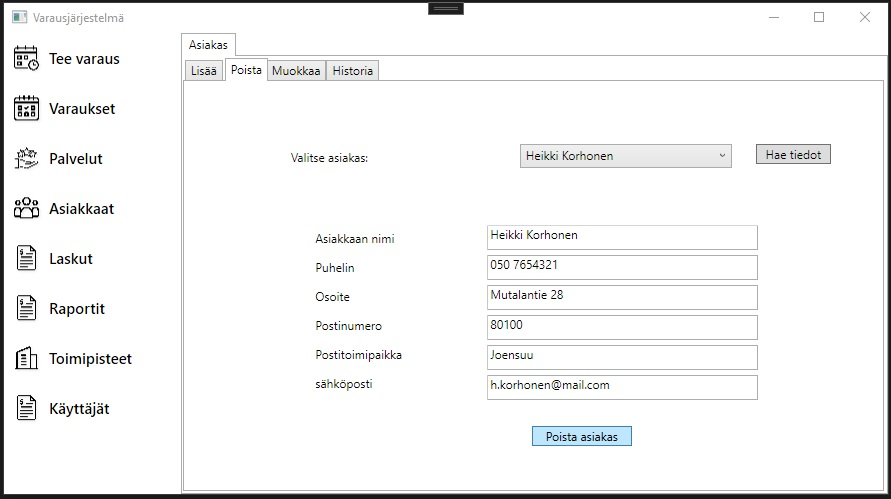 Varausjärjestelmä
Tee varaus
Varaukset
Palvelut
Asiakkaat
Laskut
Raportit
Toimipisteet
Käyttäjät
Asiakas
Lisää Poista Muokkaa Historia
Valitse asiakas: Heikki Korhonen Hae tiedot
Asiakkaan nimi Heikki Korhonen
Puhelin 050 7654321
Osoite Mutalantie 28
Postinumero 80100
Postitoimipaikka Joensuu
sähköposti h.korhonen@mail.com
Poista asiakas